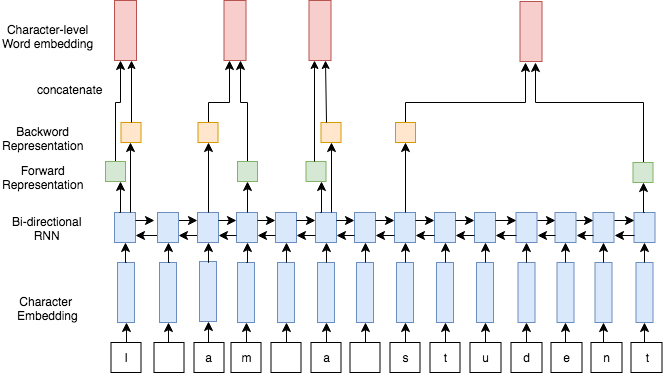 Character-level
Word embedding
concatenate
Backword
Representation
Forward
Representation
Bi-directional
RNN
Character
Embedding
I a m a s t u d e n t